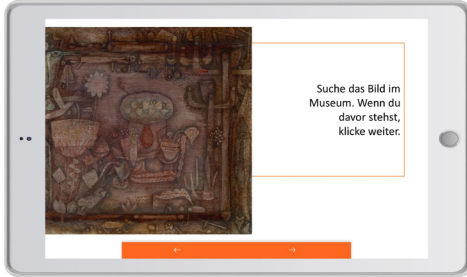 Suche das Bild im
Museum. Wenn du
davor stehst,
klicke weiter.
← →